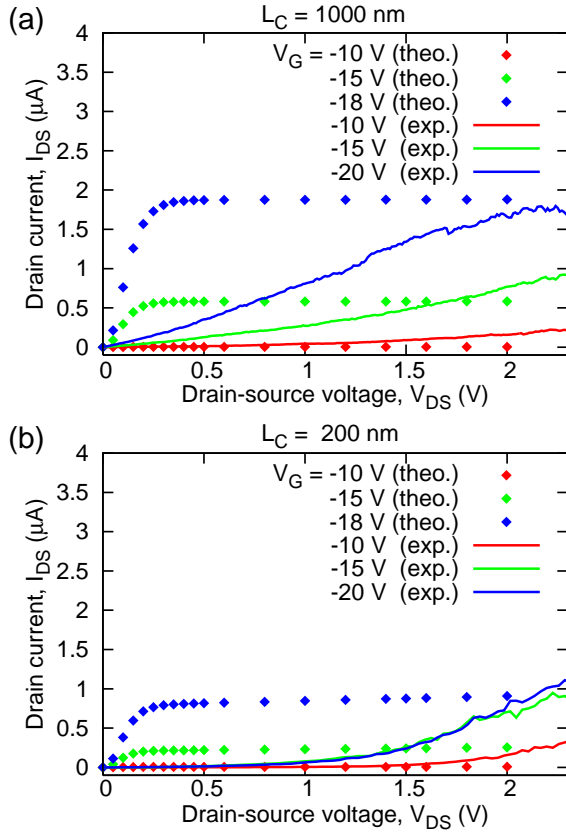 (a)
L_C = 1000 nm
V_G = -10 V (theo.)
-15 V (theo.)
-18 V (theo.)
-10 V (exp.)
-15 V (exp.)
-20 V (exp.)
Drain current, I_DS (μA)
4
3.5
3
2.5
2
1.5
1
0.5
0
0 0.5 1 1.5 2
Drain-source voltage, V_DS (V)
(b)
L_C = 200 nm
V_G = -10 V (theo.)
-15 V (theo.)
-18 V (theo.)
-10 V (exp.)
-15 V (exp.)
-20 V (exp.)
Drain current, I_DS (μA)
4
3.5
3
2.5
2
1.5
1
0.5
0
0 0.5 1 1.5 2
Drain-source voltage, V_DS (V)